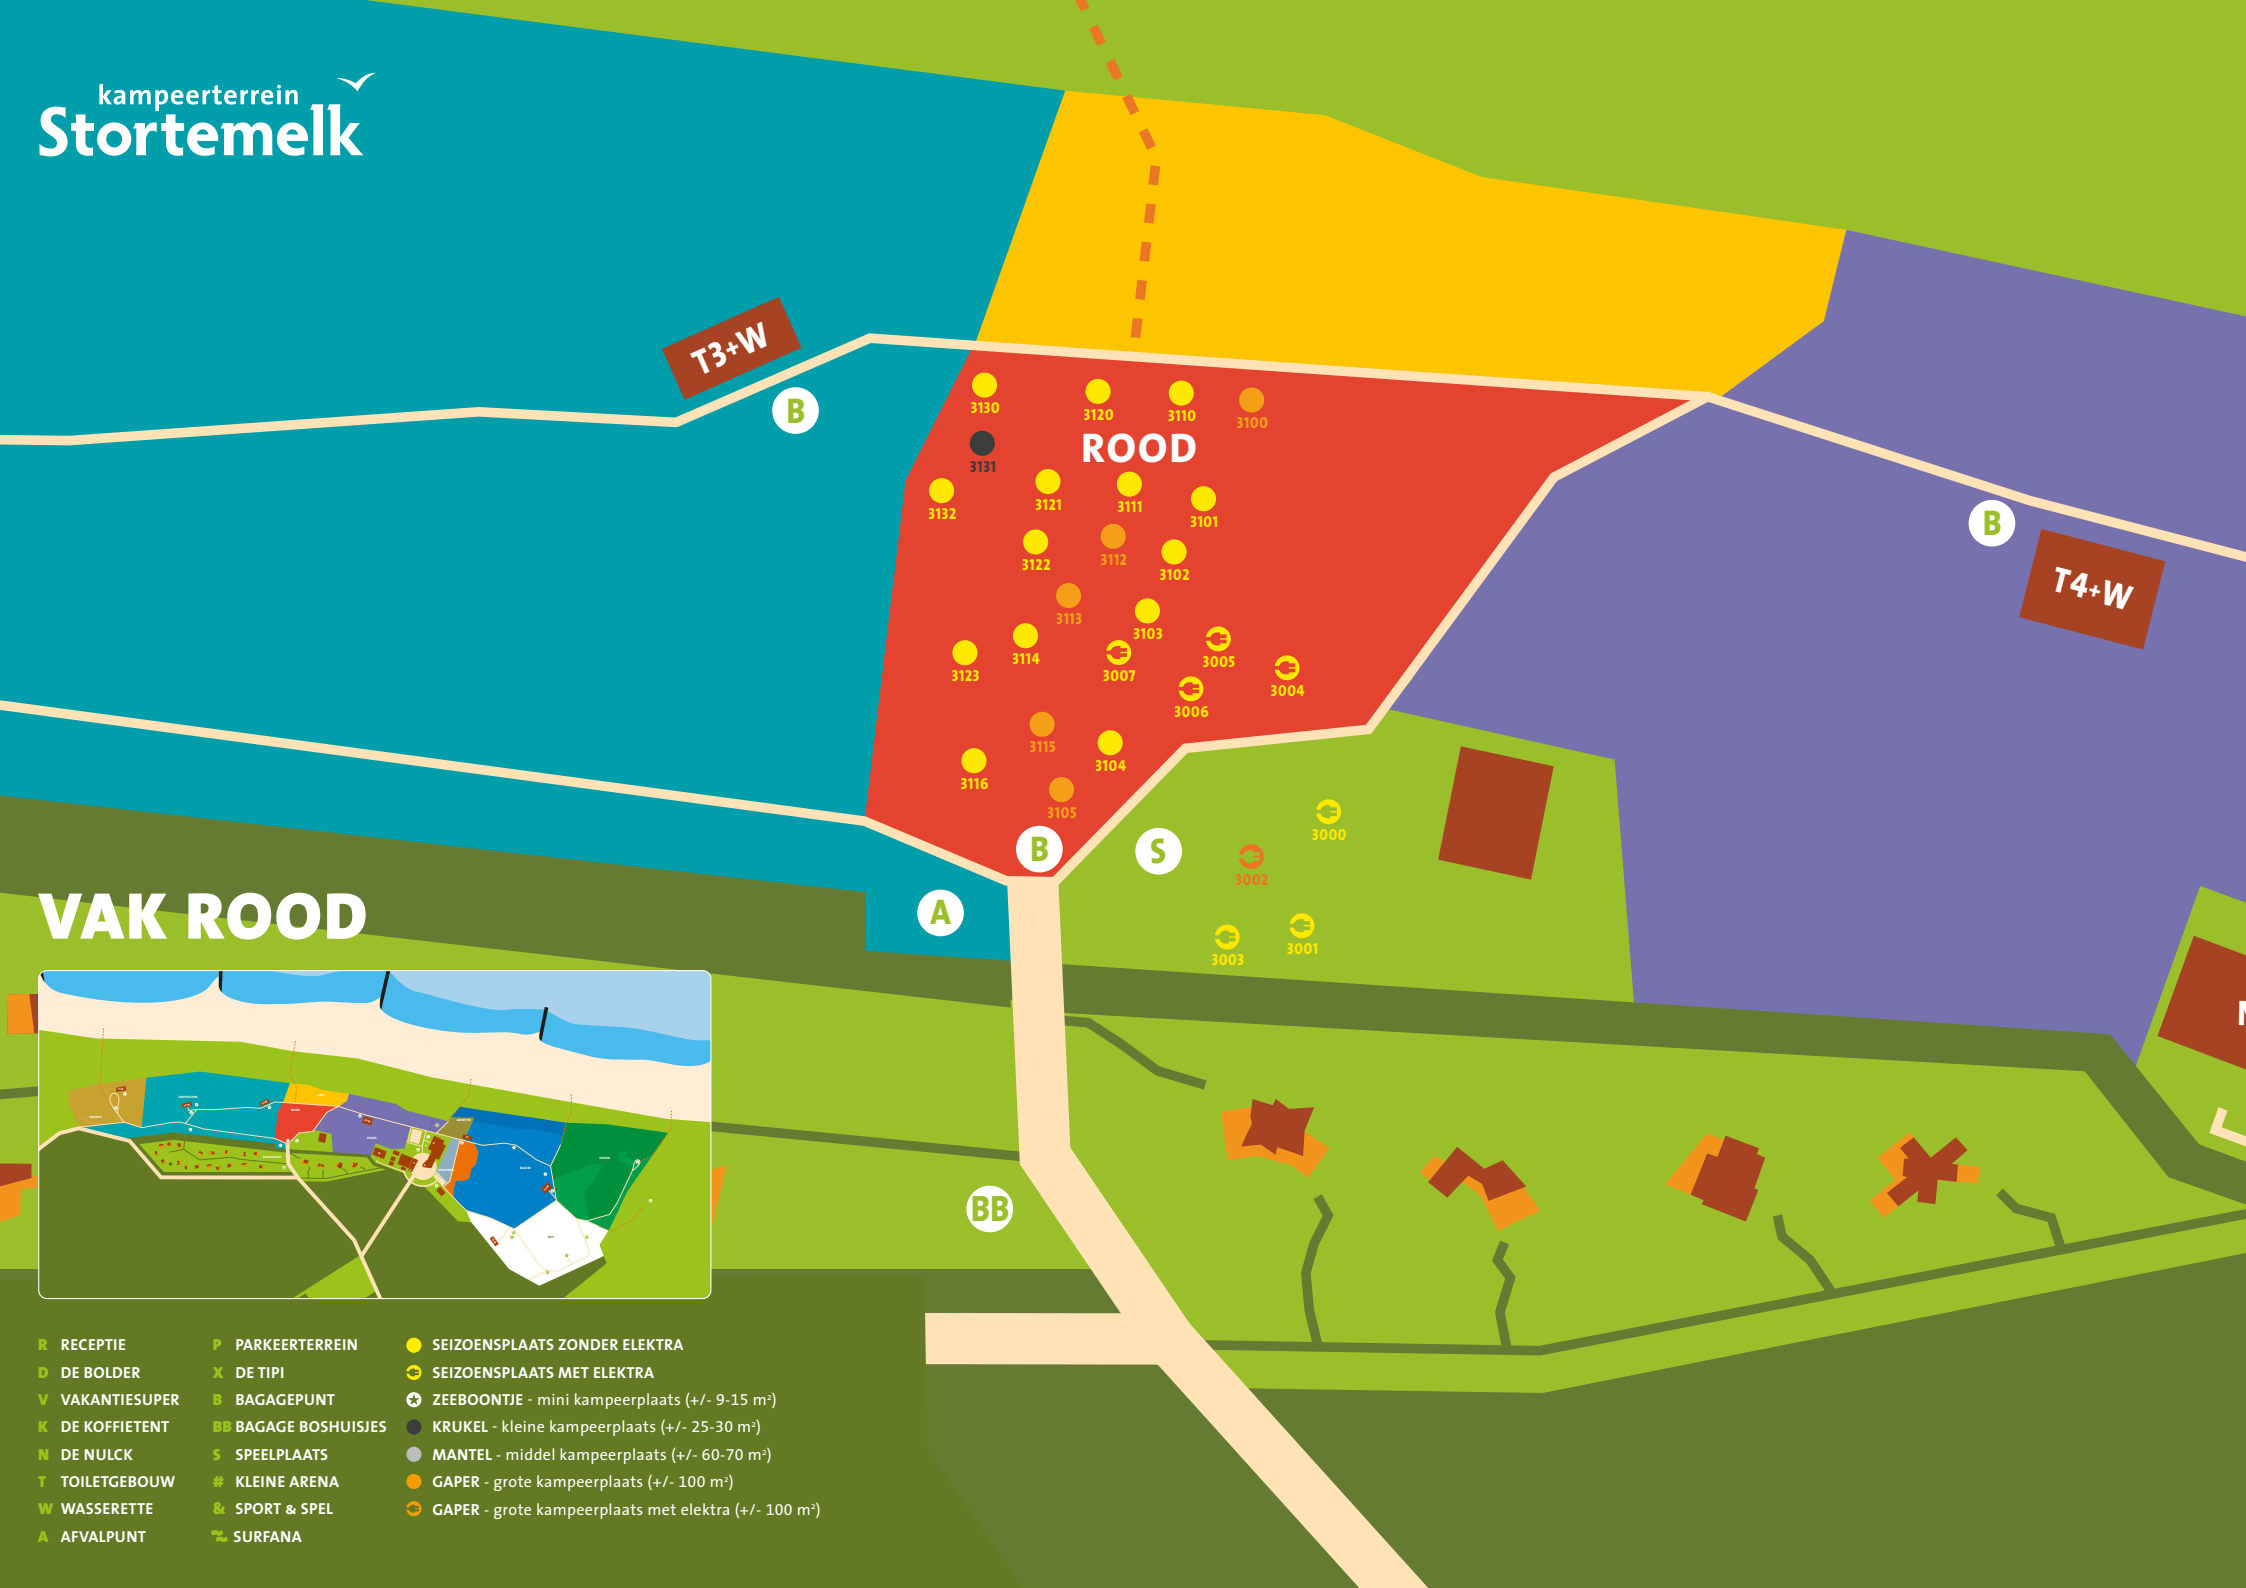 kampeerterrein
Stortemelk
T3+W
B
3130
3120
3110
3100
ROOD
3131
3132
3121
3111
3101
3122
3112
3102
B
T4+W
3113
3103
3114
3123
3007
3005
3004
3006
3115
3104
3116
3105
B
S
3000
3002
3001
3003
A
VAK ROOD
BB
R RECEPTIE
D DE BOLDER
V VAKANTIESUPER
K DE KOFFIETENT
N DE NULCK
T TOILETGEBOUW
W WASSERETTE
A AFVALPUNT
P PARKEERTERREIN
X DE TIPI
B BAGAGEPUNT
BB BAGAGE BOSHUISJES
S SPEELPLAATS
# KLEINE ARENA
& SPORT & SPEL
SURFANA
SEIZOENSPLAATS ZONDER ELEKTRA
SEIZOENSPLAATS MET ELEKTRA
ZEEBOONTJE - mini kampeerplaats (+/- 9-15 m²)
KRUKEL - kleine kampeerplaats (+/- 25-30 m²)
MANTEL - middel kampeerplaats (+/- 60-70 m²)
GAPER - grote kampeerplaats (+/- 100 m²)
GAPER - grote kampeerplaats met elektra (+/- 100 m²)